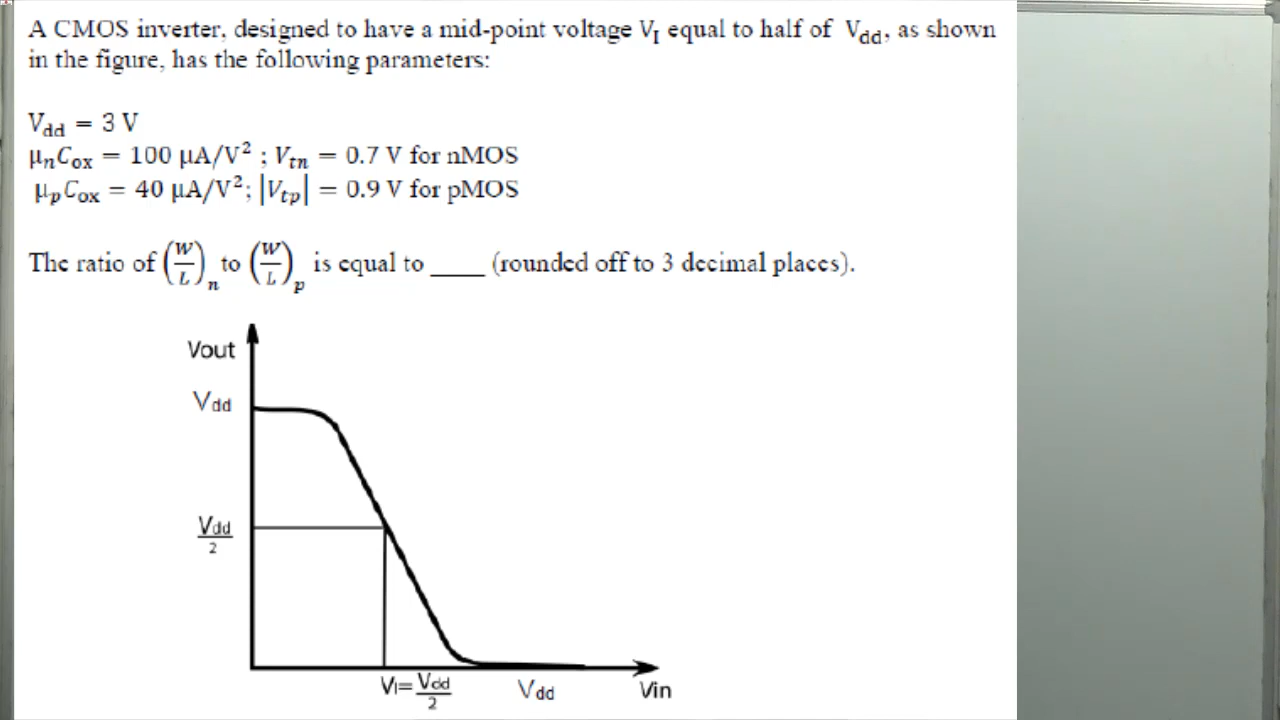 A CMOS inverter, designed to have a mid-point voltage V_I equal to half of V_dd, as shown
in the figure, has the following parameters:
V_dd = 3 V
μ_nC_ox = 100 μA/V² ; V_tn = 0.7 V for nMOS
μ_pC_ox = 40 μA/V²; |V_tp| = 0.9 V for pMOS
The ratio of (W/L)_n to (W/L)_p is equal to ____ (rounded off to 3 decimal places).
Vout
Vdd
Vdd/2
VI=Vdd/2 Vdd Vin